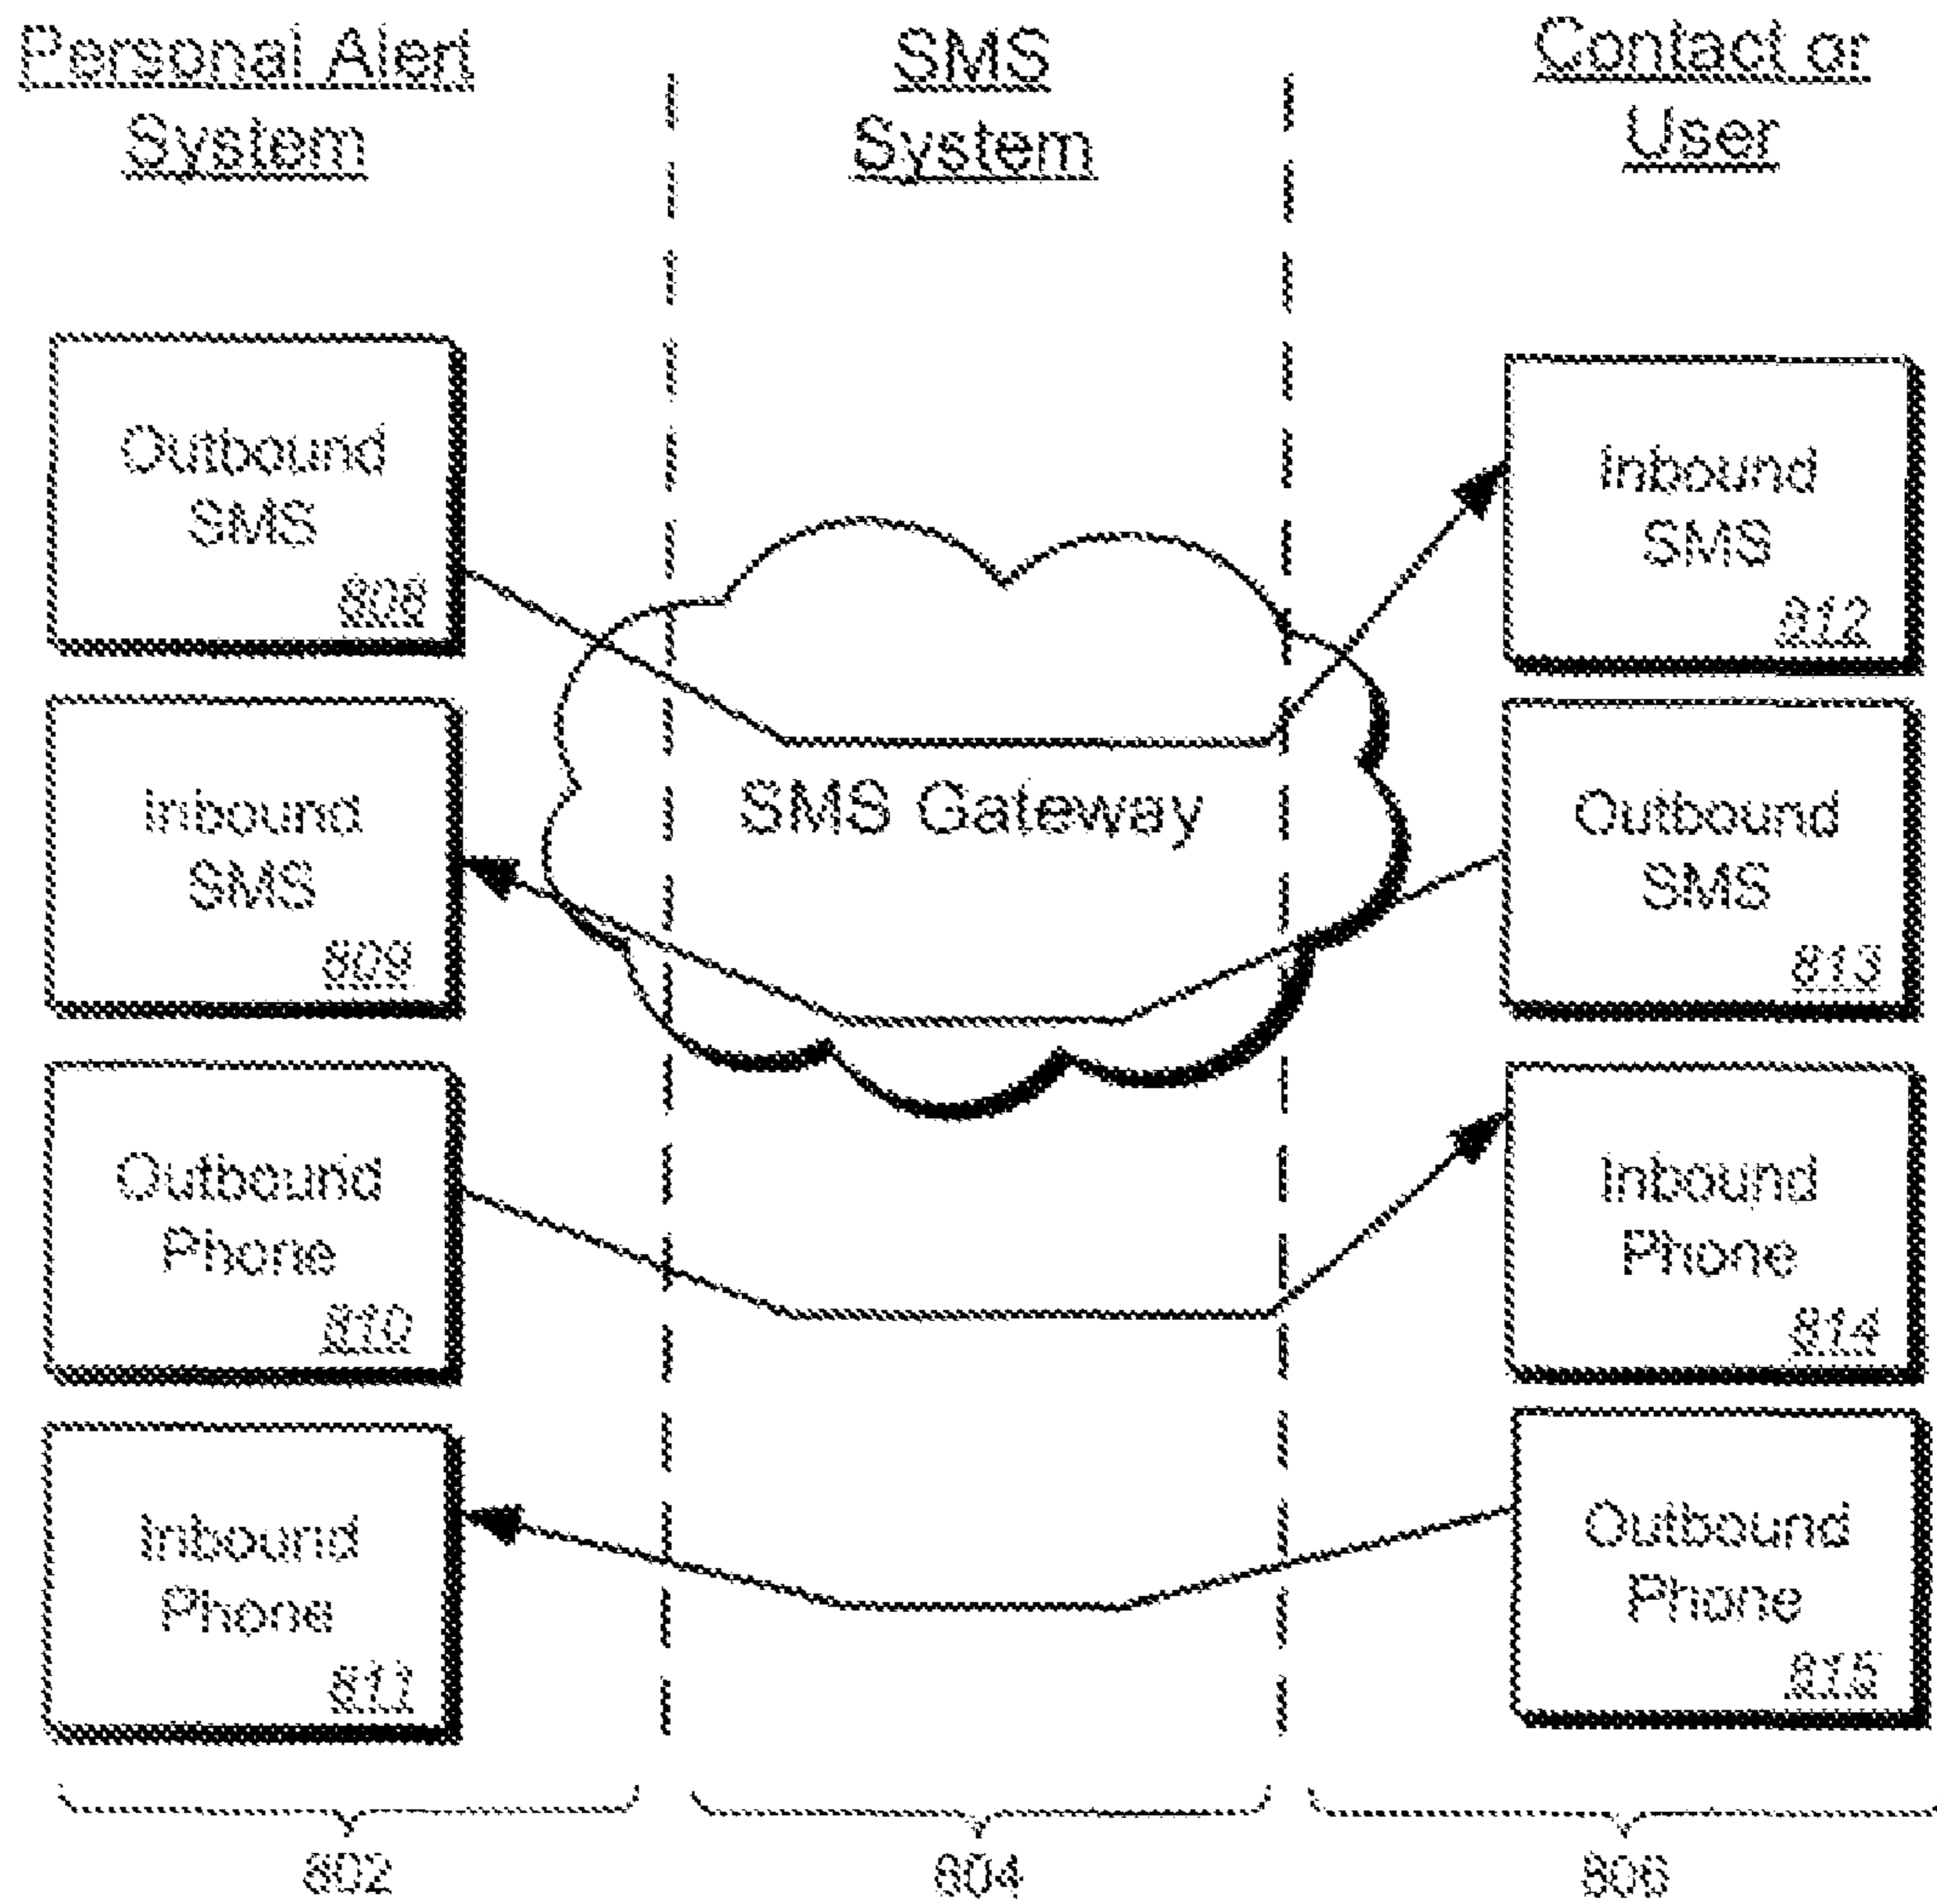 Personal Alert
System
SMS
System
Contact or
User
Outbound
SMS
808
Inbound
SMS
812
SMS Gateway
Inbound
SMS
809
Outbound
SMS
813
Outbound
Phone
810
Inbound
Phone
814
Inbound
Phone
811
Outbound
Phone
815
802
804
806